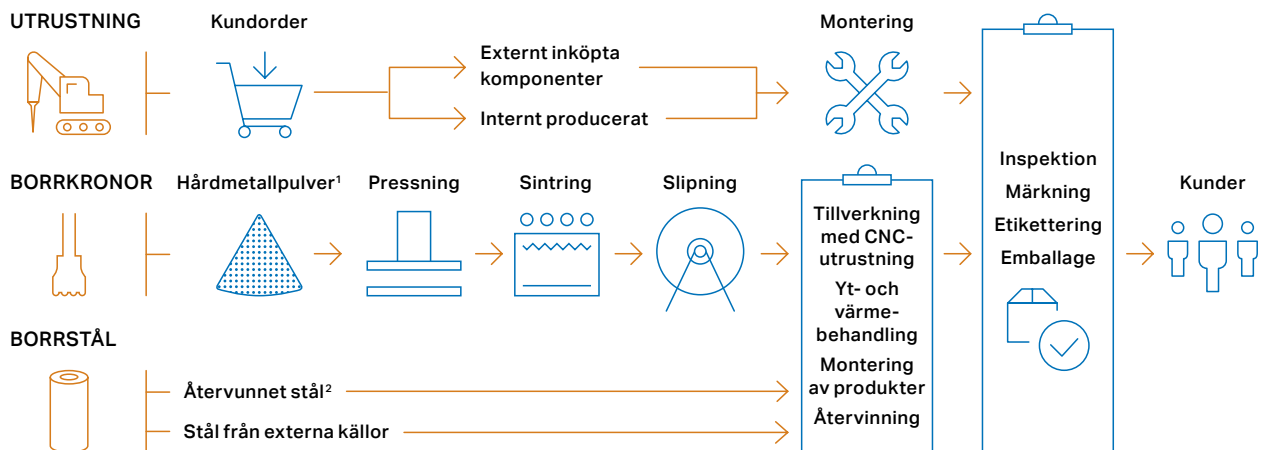 UTRUSTNING
Kundorder
Externt inköpta
komponenter
Internt producerat
Montering
BORRKRONOR
Hårdmetallpulver¹
Pressning
Sintring
Slipning
Tillverkning
med CNC-
utrustning
Yt- och
värme-
behandling
Montering
av produkter
Återvinning
Inspektion
Märkning
Etikettering
Emballage
Kunder
BORRSTÅL
Återvunnet stål²
Stål från externa källor